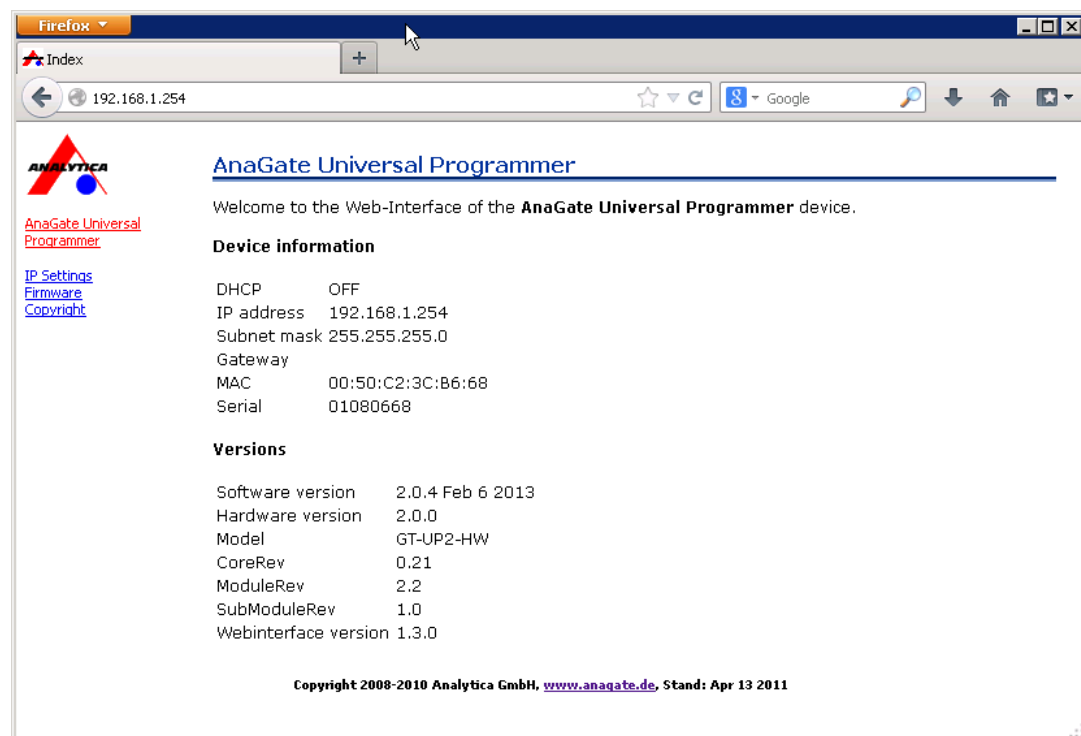 Firefox
Index
192.168.1.254
8 Google
ANALYTICA
AnaGate Universal
Programmer
IP Settings
Firmware
Copyright
AnaGate Universal Programmer
Welcome to the Web-Interface of the AnaGate Universal Programmer device.
Device information
DHCP OFF
IP address 192.168.1.254
Subnet mask 255.255.255.0
Gateway
MAC 00:50:C2:3C:B6:68
Serial 01080668
Versions
Software version 2.0.4 Feb 6 2013
Hardware version 2.0.0
Model GT-UP2-HW
CoreRev 0.21
ModuleRev 2.2
SubModuleRev 1.0
Webinterface version 1.3.0
Copyright 2008-2010 Analytica GmbH, www.anagate.de, Stand: Apr 13 2011